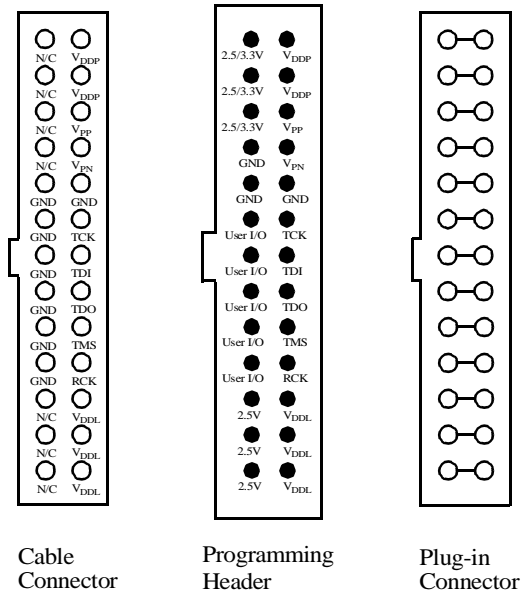 N/C V_DDP
N/C V_DDP
N/C V_PP
N/C V_PN
GND GND
GND TCK
GND TDI
GND TDO
GND TMS
GND RCK
N/C V_DDL
N/C V_DDL
N/C V_DDL
Cable
Connector
2.5/3.3V V_DDP
2.5/3.3V V_DDP
2.5/3.3V V_PP
GND V_PN
GND GND
User I/O TCK
User I/O TDI
User I/O TDO
User I/O TMS
User I/O RCK
2.5V V_DDL
2.5V V_DDL
2.5V V_DDL
Programming
Header
Plug-in
Connector